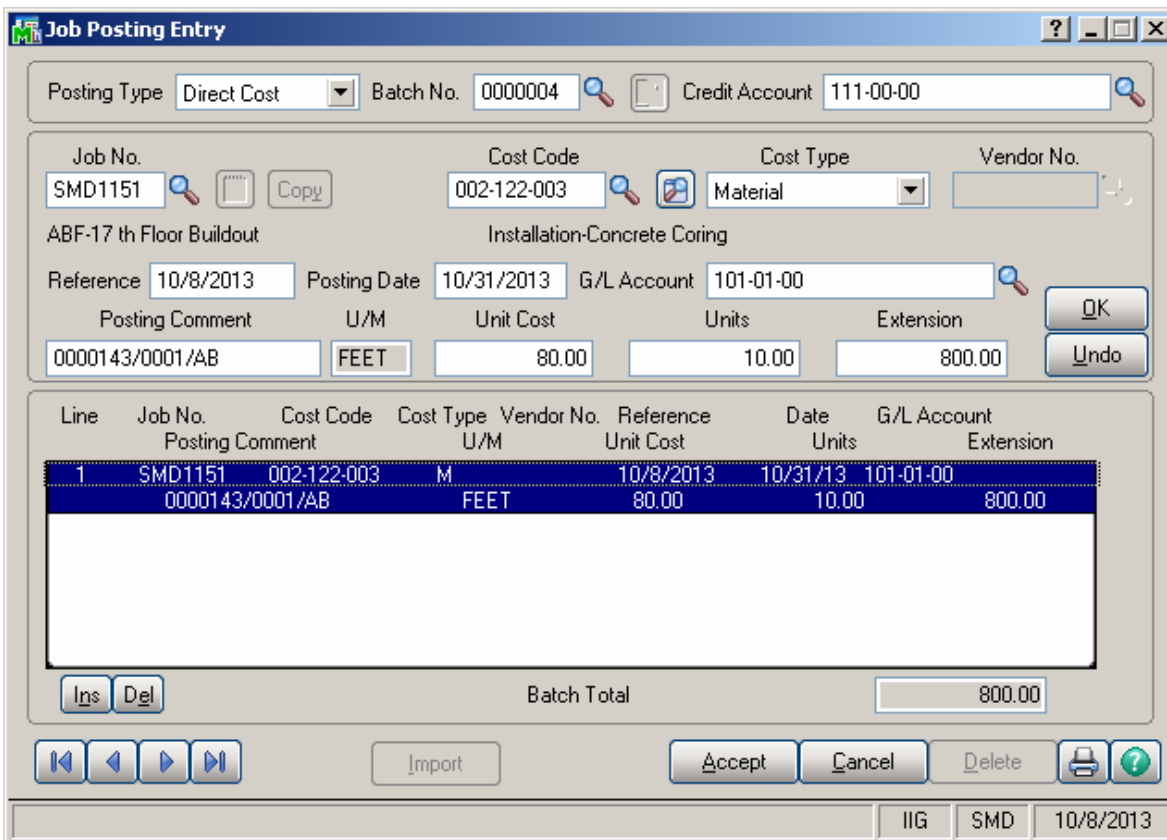 Job Posting Entry
Posting Type Direct Cost Batch No. 0000004 Credit Account 111-00-00
Job No. Cost Code Cost Type Vendor No.
SMD1151 Copy 002-122-003 Material
ABF-17 th Floor Buildout Installation-Concrete Coring
Reference 10/8/2013 Posting Date 10/31/2013 G/L Account 101-01-00
OK
Posting Comment U/M Unit Cost Units Extension
0000143/0001/AB FEET 80.00 10.00 800.00 Undo
Line Job No. Cost Code Cost Type Vendor No. Reference Date G/L Account
Posting Comment U/M Unit Cost Units Extension
1 SMD1151 002-122-003 M 10/8/2013 10/31/13 101-01-00
0000143/0001/AB FEET 80.00 10.00 800.00
Ins Del Batch Total 800.00
Import Accept Cancel Delete
IIG SMD 10/8/2013